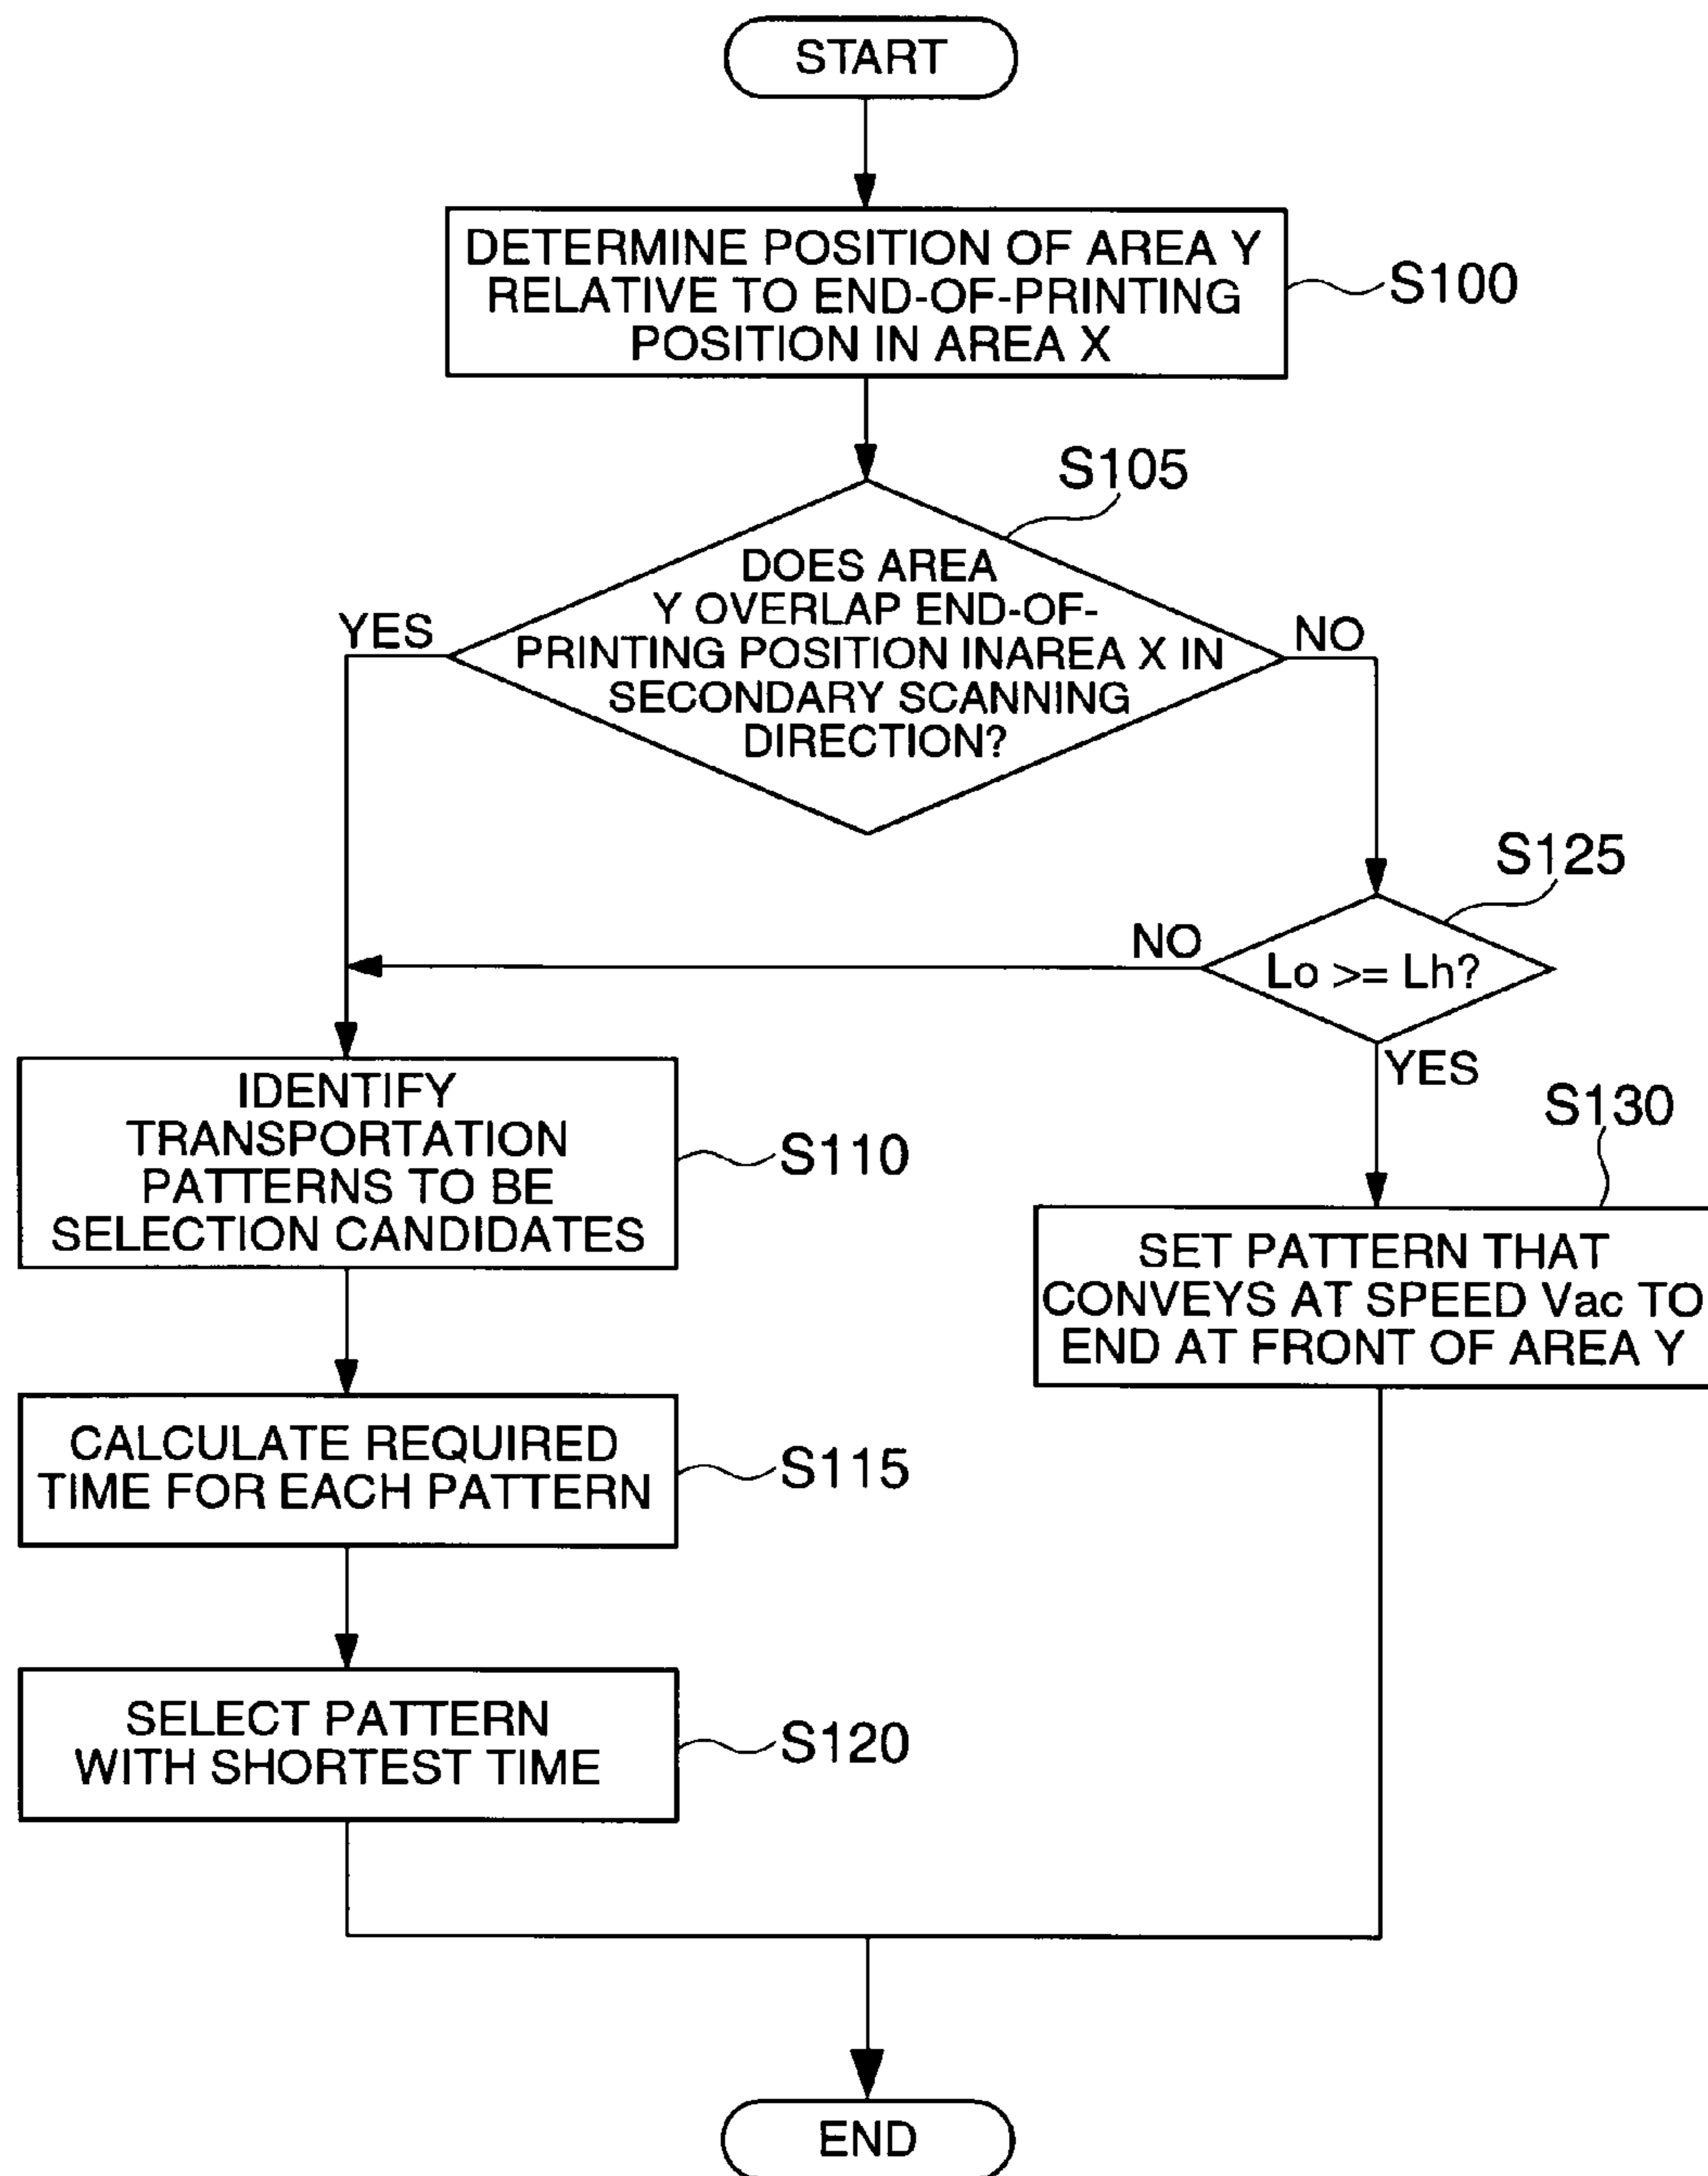 START
DETERMINE POSITION OF AREA Y
RELATIVE TO END-OF-PRINTING
POSITION IN AREA X
S100
S105
DOES AREA
Y OVERLAP END-OF-
PRINTING POSITION INAREA X IN
SECONDARY SCANNING
DIRECTION?
YES
NO
S125
Lo >= Lh?
NO
YES
IDENTIFY
TRANSPORTATION
PATTERNS TO BE
SELECTION CANDIDATES
S110
S130
SET PATTERN THAT
CONVEYS AT SPEED Vac TO
END AT FRONT OF AREA Y
CALCULATE REQUIRED
TIME FOR EACH PATTERN
S115
SELECT PATTERN
WITH SHORTEST TIME
S120
END